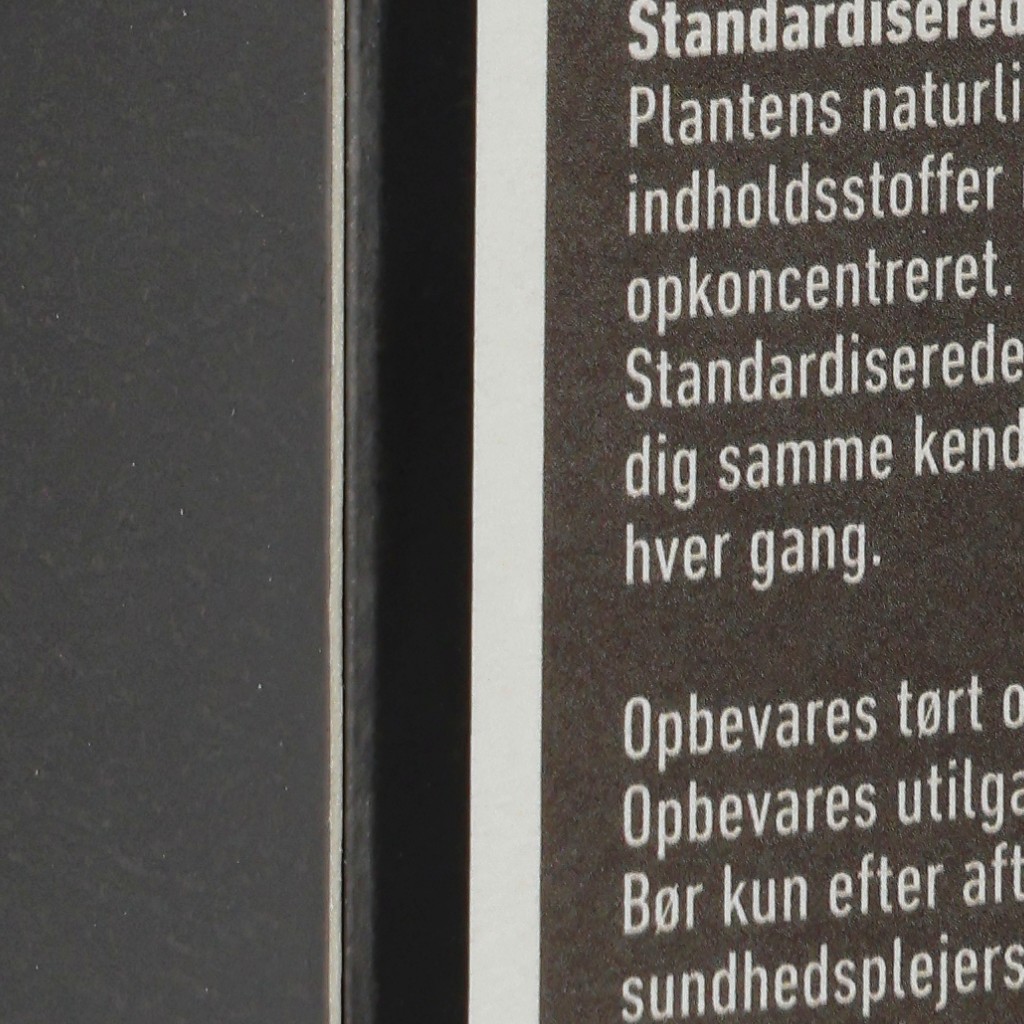 Standardisered
Plantens naturli
indholdsstoffer
opkoncentreret.
Standardiserede
dig samme kend
hver gang.
Opbevares tørt o
Opbevares utilga
Bør kun efter aft
sundhedsplejers